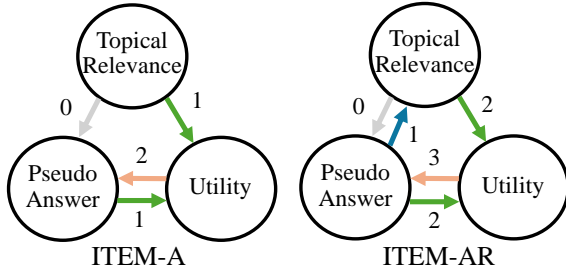 Topical
Relevance
0
1
Pseudo
Answer
2
1
Utility
ITEM-A
Topical
Relevance
0
1
2
Pseudo
Answer
3
2
Utility
ITEM-AR